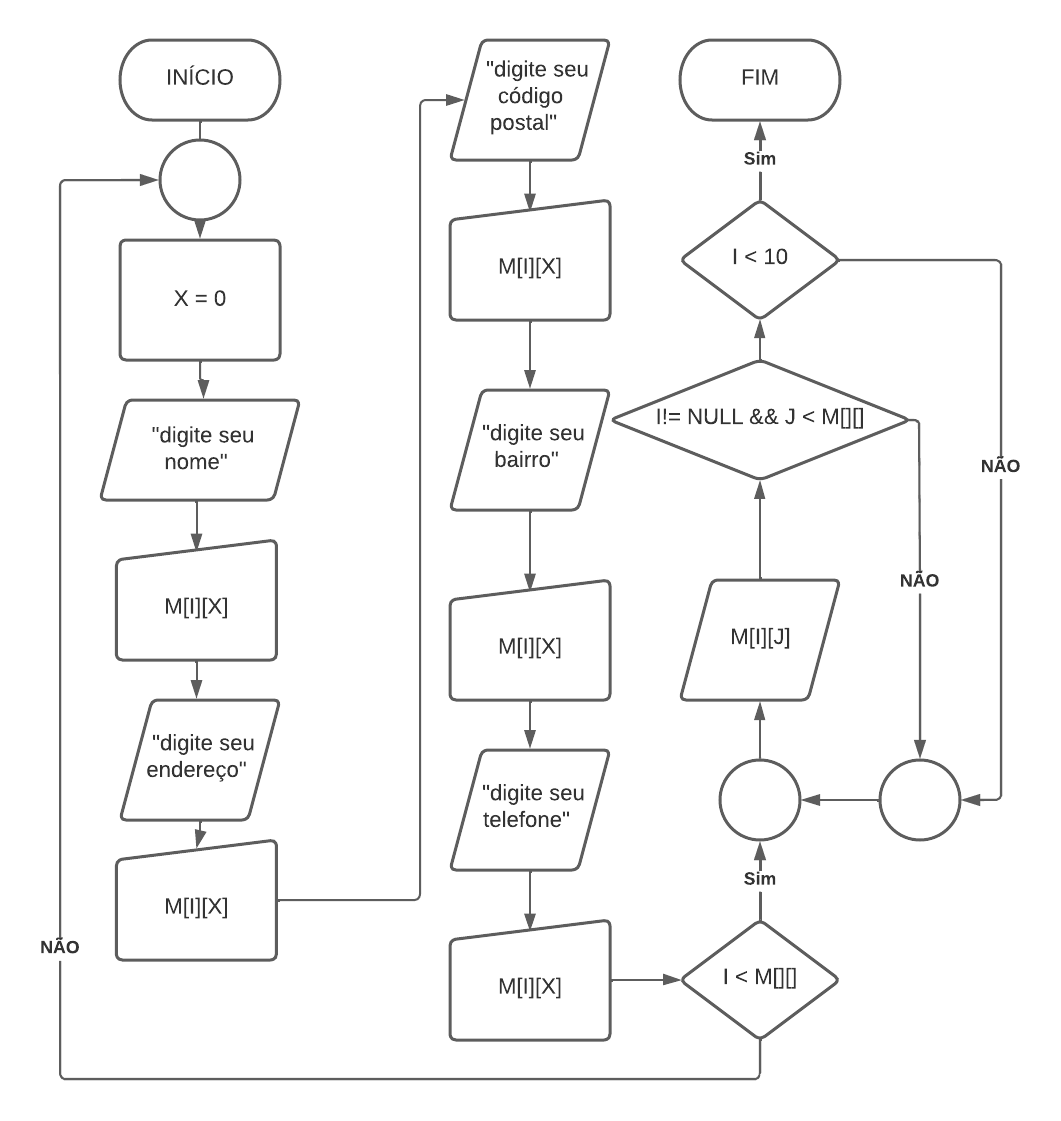 INÍCIO
X = 0
"digite seu
nome"
M[I][X]
"digite seu
endereço"
M[I][X]
NÃO
"digite seu
código
postal"
M[I][X]
"digite seu
bairro"
M[I][X]
"digite seu
telefone"
M[I][X]
I < M[][]
Sim
M[I][J]
I!= NULL && J < M[][]
NÃO
I < 10
NÃO
Sim
FIM